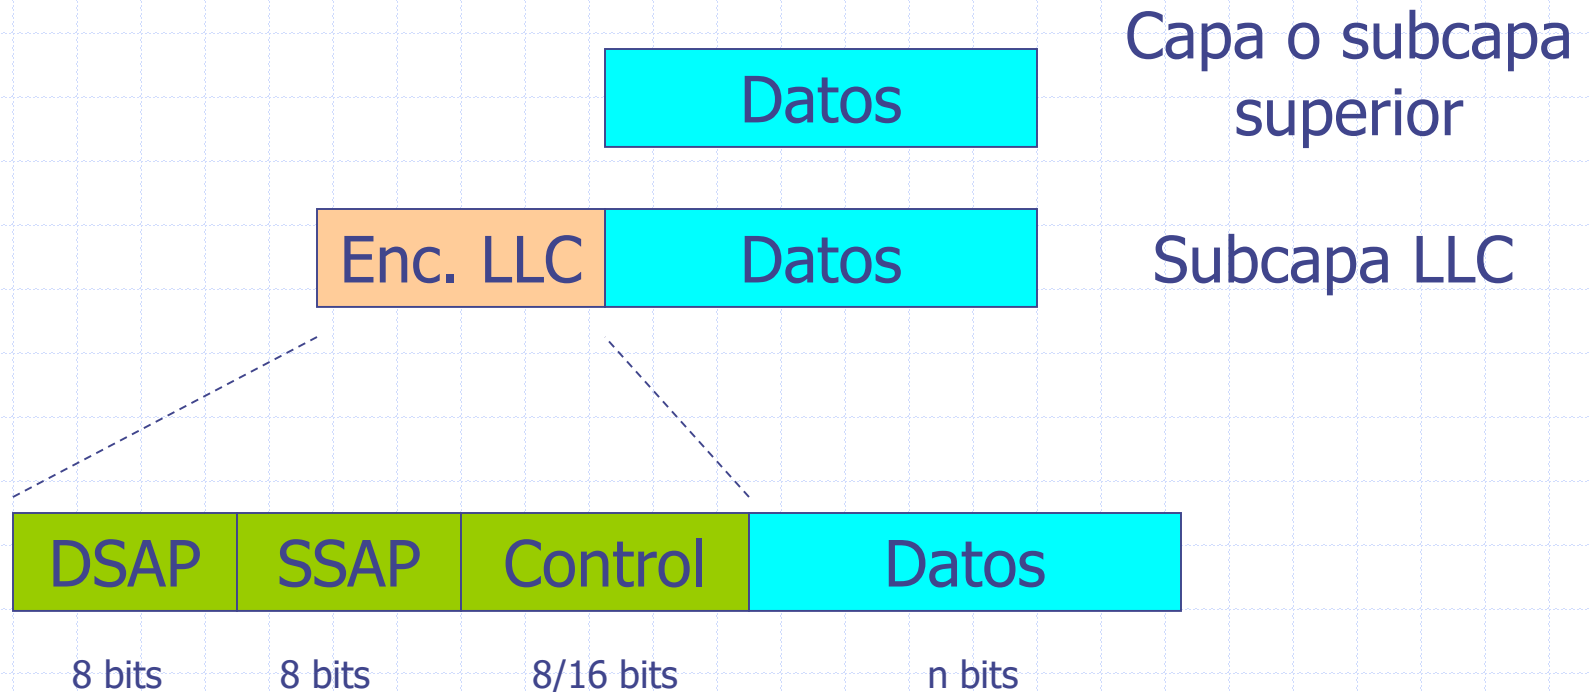 Capa o subcapa
superior
Datos
Enc. LLC
Datos
Subcapa LLC
DSAP
SSAP
Control
Datos
8 bits
8 bits
8/16 bits
n bits